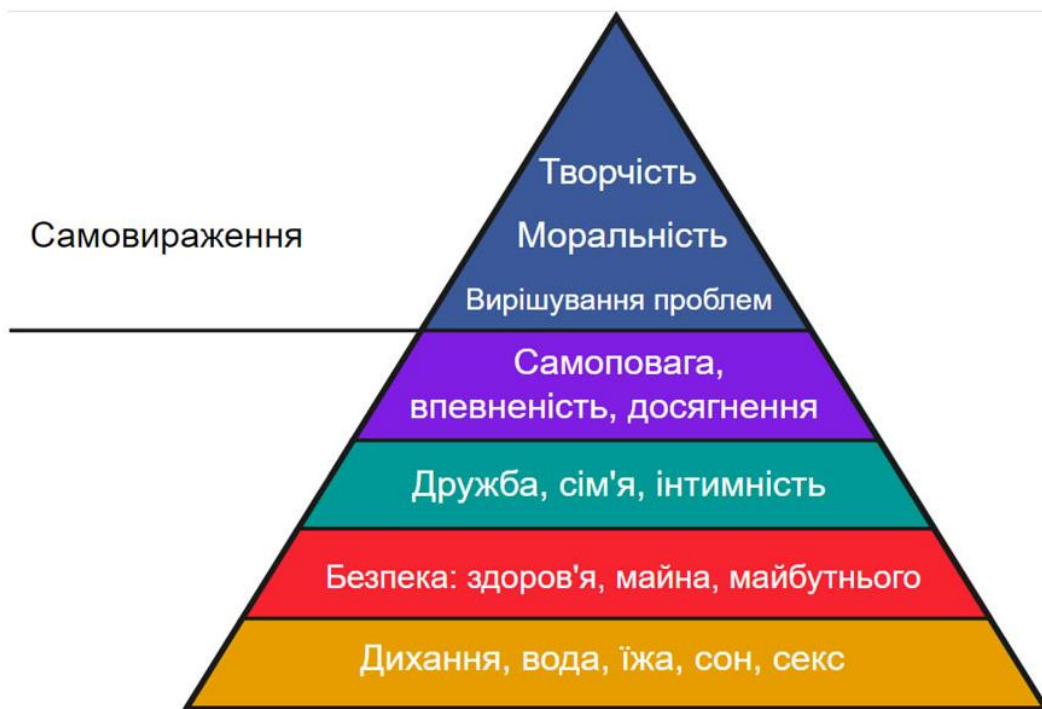 Творчість
Самовираження
Моральність
Вирішування проблем
Самоповага,
впевненість, досягнення
Дружба, сім'я, інтимність
Безпека: здоров'я, майна, майбутнього
Дихання, вода, їжа, сон, секс